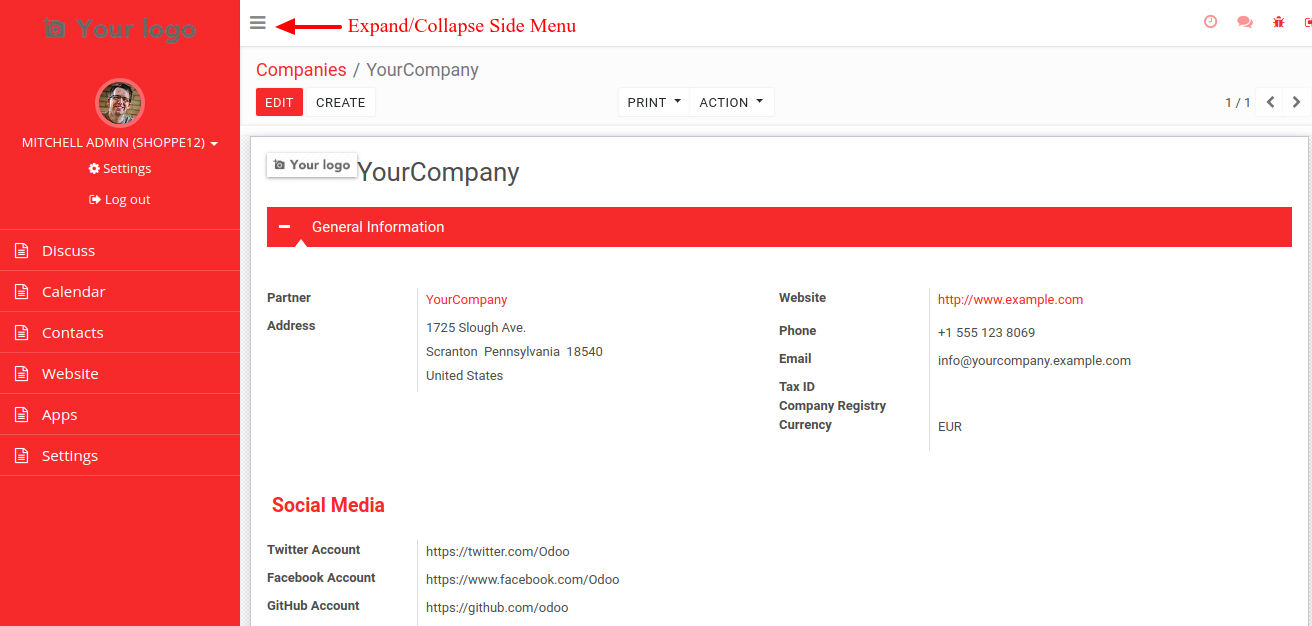 Your logo
MITCHELL ADMIN (SHOPPE12)
Settings
Log out
Discuss
Calendar
Contacts
Website
Apps
Settings
Expand/Collapse Side Menu
Companies / YourCompany
EDIT CREATE PRINT ACTION 1 / 1
Your logo YourCompany
General Information
Partner YourCompany
Address 1725 Slough Ave.
Scranton Pennsylvania 18540
United States
Website http://www.example.com
Phone +1 555 123 8069
Email info@yourcompany.example.com
Tax ID
Company Registry
Currency EUR
Social Media
Twitter Account https://twitter.com/Odoo
Facebook Account https://www.facebook.com/Odoo
GitHub Account https://github.com/odoo